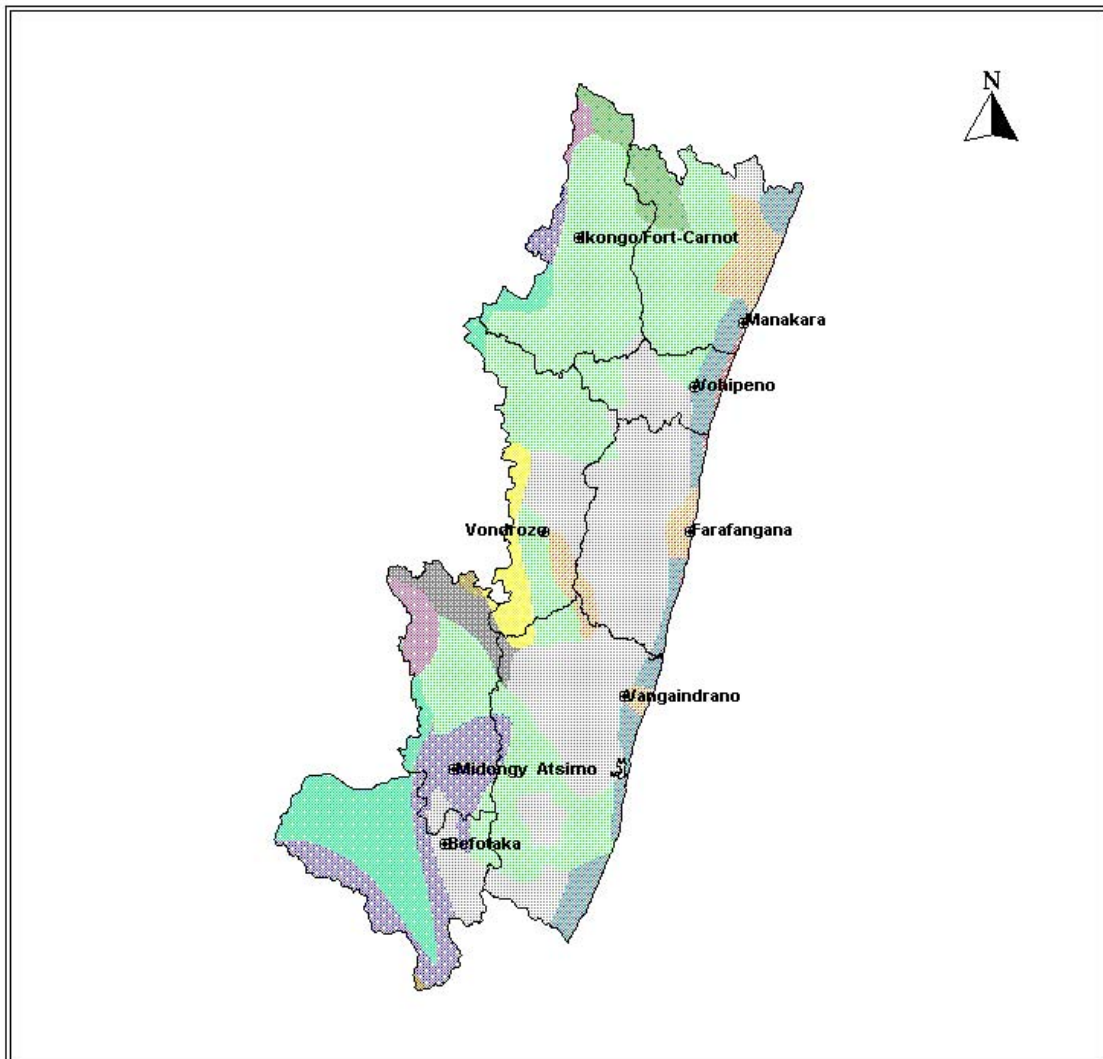 N
Ikongo/Fort-Carnot
Manakara
Vohipeno
Vondrozo
Farafangana
Vangaindrano
Midongy Atsimo
Befotaka